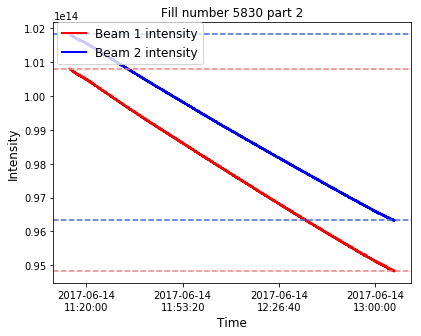 Fill number 5830 part 2
1e14
Beam 1 intensity
Beam 2 intensity
1.02
1.01
1.00
0.99
0.98
0.97
0.96
0.95
Intensity
2017-06-14 2017-06-14 2017-06-14 2017-06-14
11:20:00 11:53:20 12:26:40 13:00:00
Time